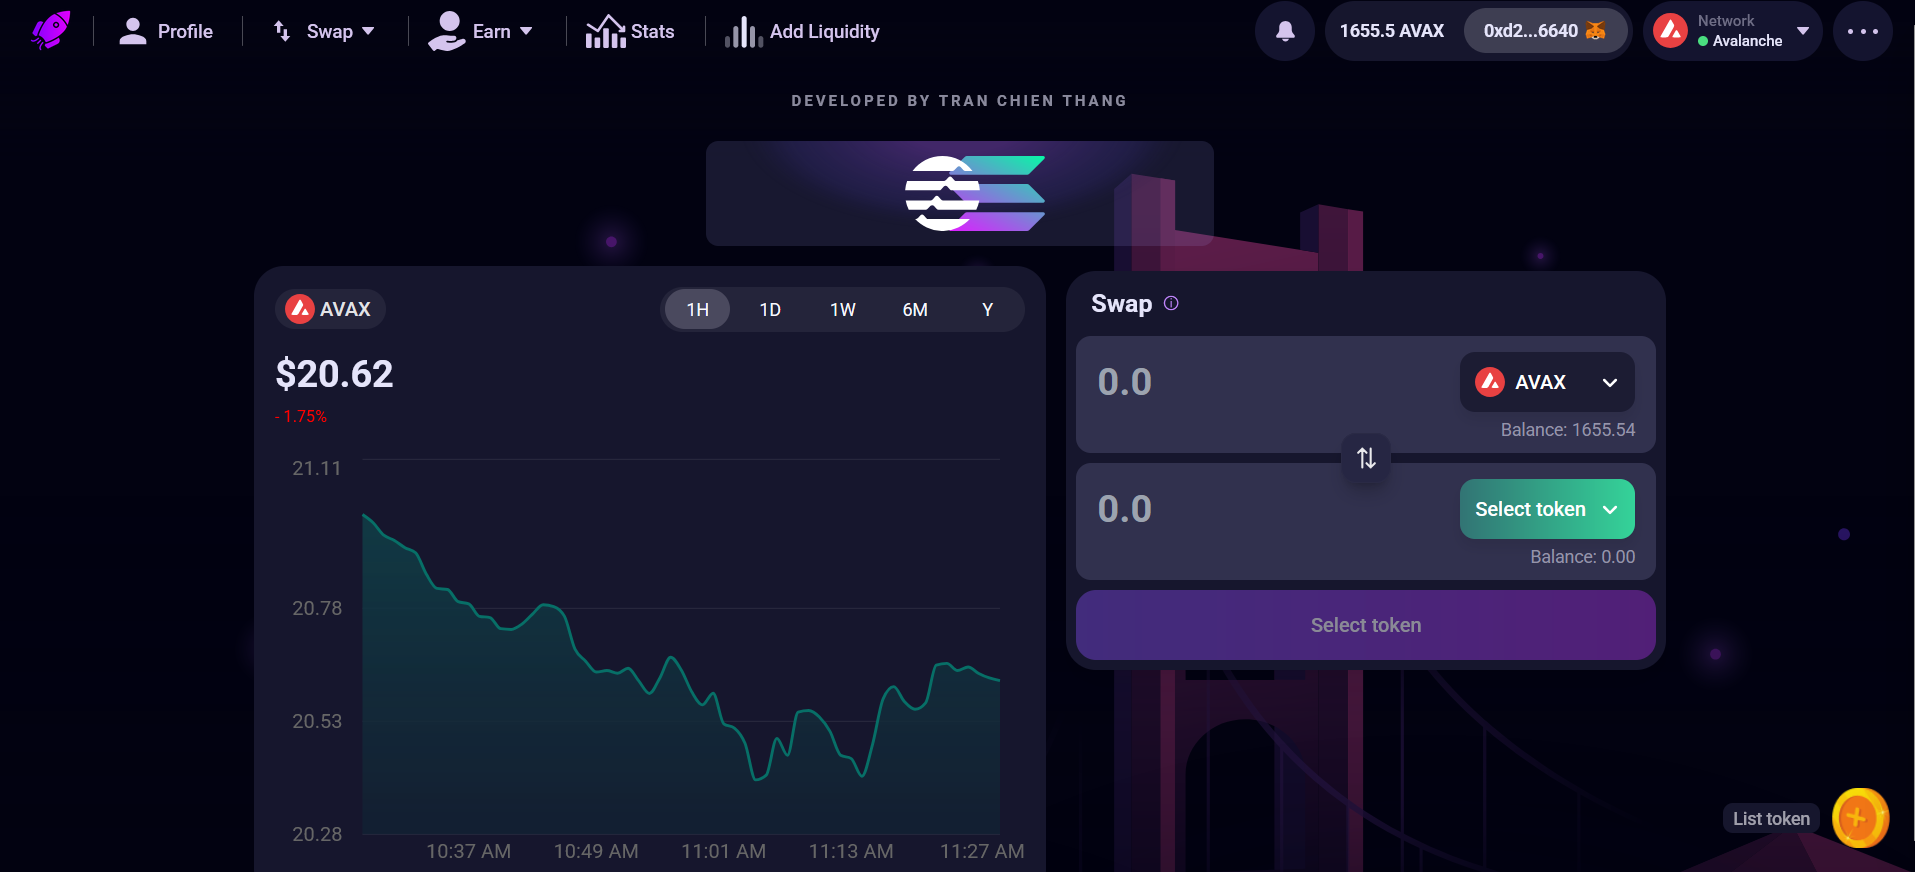 Profile
Swap
Earn
Stats
Add Liquidity
1655.5 AVAX
0xd2...6640
Network
Avalanche
DEVELOPED BY TRAN CHIEN THANG
AVAX
1H 1D 1W 6M Y
$20.62
- 1.75%
21.11
20.78
20.53
20.28
10:37 AM 10:49 AM 11:01 AM 11:13 AM 11:27 AM
Swap
0.0
AVAX
Balance: 1655.54
0.0
Select token
Balance: 0.00
Select token
List token